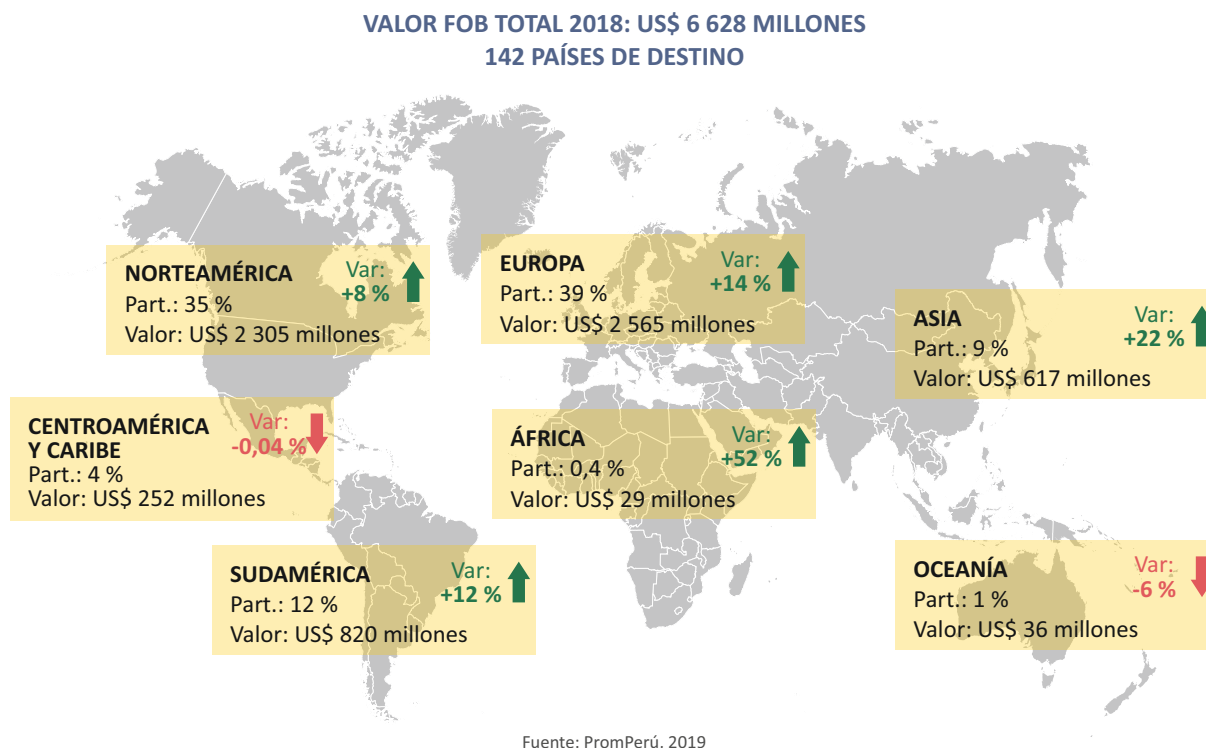 VALOR FOB TOTAL 2018: US$ 6 628 MILLONES
142 PAÍSES DE DESTINO
NORTEAMÉRICA
Part.: 35 %
Valor: US$ 2 305 millones
Var:
+8 %
EUROPA
Part.: 39 %
Valor: US$ 2 565 millones
Var:
+14 %
ASIA
Part.: 9 %
Valor: US$ 617 millones
Var:
+22 %
CENTROAMÉRICA
Y CARIBE
Part.: 4 %
Valor: US$ 252 millones
Var:
-0,04 %
ÁFRICA
Part.: 0,4 %
Valor: US$ 29 millones
Var:
+52 %
SUDAMÉRICA
Part.: 12 %
Valor: US$ 820 millones
Var:
+12 %
OCEANÍA
Part.: 1 %
Valor: US$ 36 millones
Var:
-6 %
Fuente: PromPerú, 2019